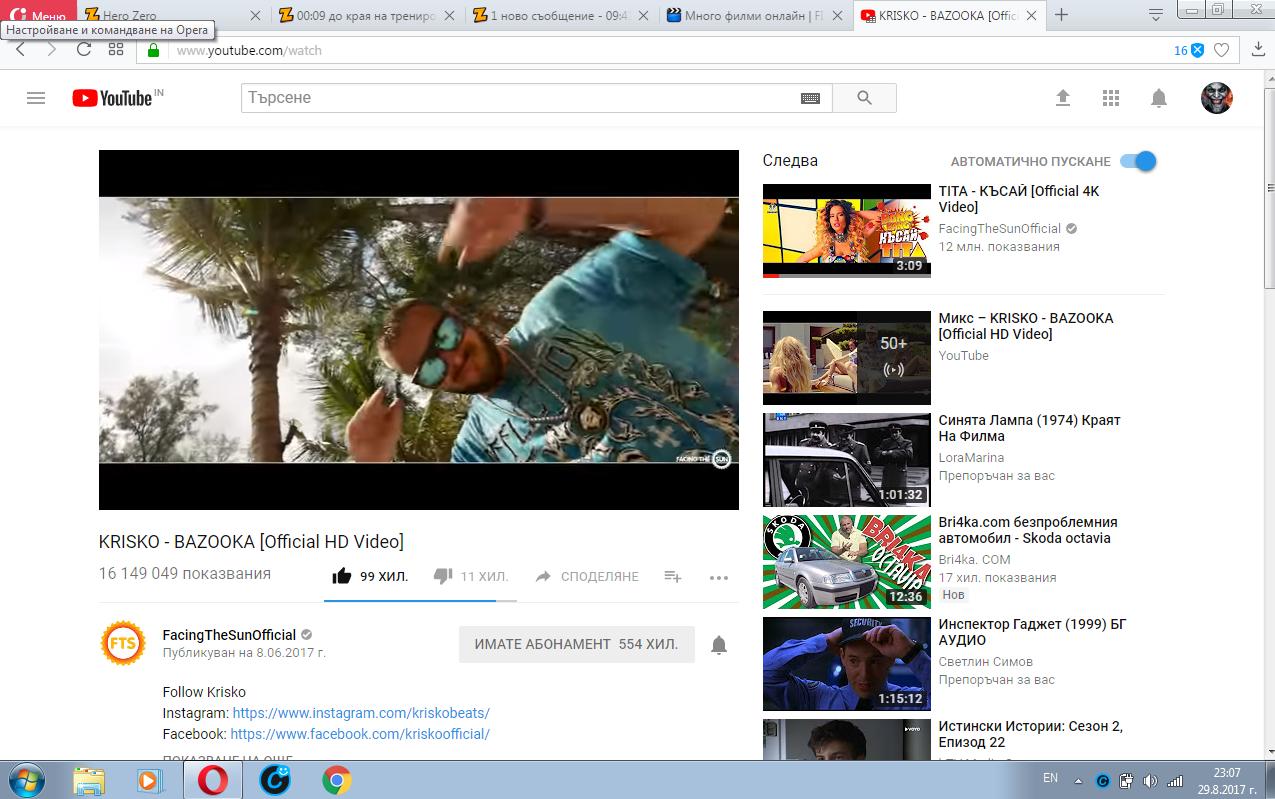 Меню
Hero Zero
00:09 до края на трениро
1 ново съобщение - 09:4
Много филми онлайн | F
KRISKO - BAZOOKA [Offic
Настройване и командване на Opera
www.youtube.com/watch
16
YouTube IN
Търсене
Следва
АВТОМАТИЧНО ПУСКАНЕ
TITA - КЪСАЙ [Official 4K
Video]
FacingTheSunOfficial
12 млн. показвания
КЪСАЙ
TITA
3:09
Микс – KRISKO - BAZOOKA
[Official HD Video]
YouTube
50+
Синята Лампа (1974) Краят
На Филма
LoraMarina
Препоръчан за вас
1:01:32
Bri4ka.com безпроблемния
автомобил - Skoda octavia
Bri4ka. COM
17 хил. показвания
Нов
SKODA
BRI4KA
OCTAVIA
12:36
Инспектор Гаджет (1999) БГ
АУДИО
Светлин Симов
Препоръчан за вас
SECURITY
1:15:12
Истински Истории: Сезон 2,
Епизод 22
VOYO
FACING THE SUN
KRISKO - BAZOOKA [Official HD Video]
16 149 049 показвания
99 ХИЛ.
11 ХИЛ.
СПОДЕЛЯНЕ
FTS
FacingTheSunOfficial
Публикуван на 8.06.2017 г.
ИМАТЕ АБОНАМЕНТ 554 ХИЛ.
Follow Krisko
Instagram: https://www.instagram.com/kriskobeats/
Facebook: https://www.facebook.com/kriskoofficial/
ПОКАЗВАНЕ НА ОЩЕ
EN
23:07
29.8.2017 г.